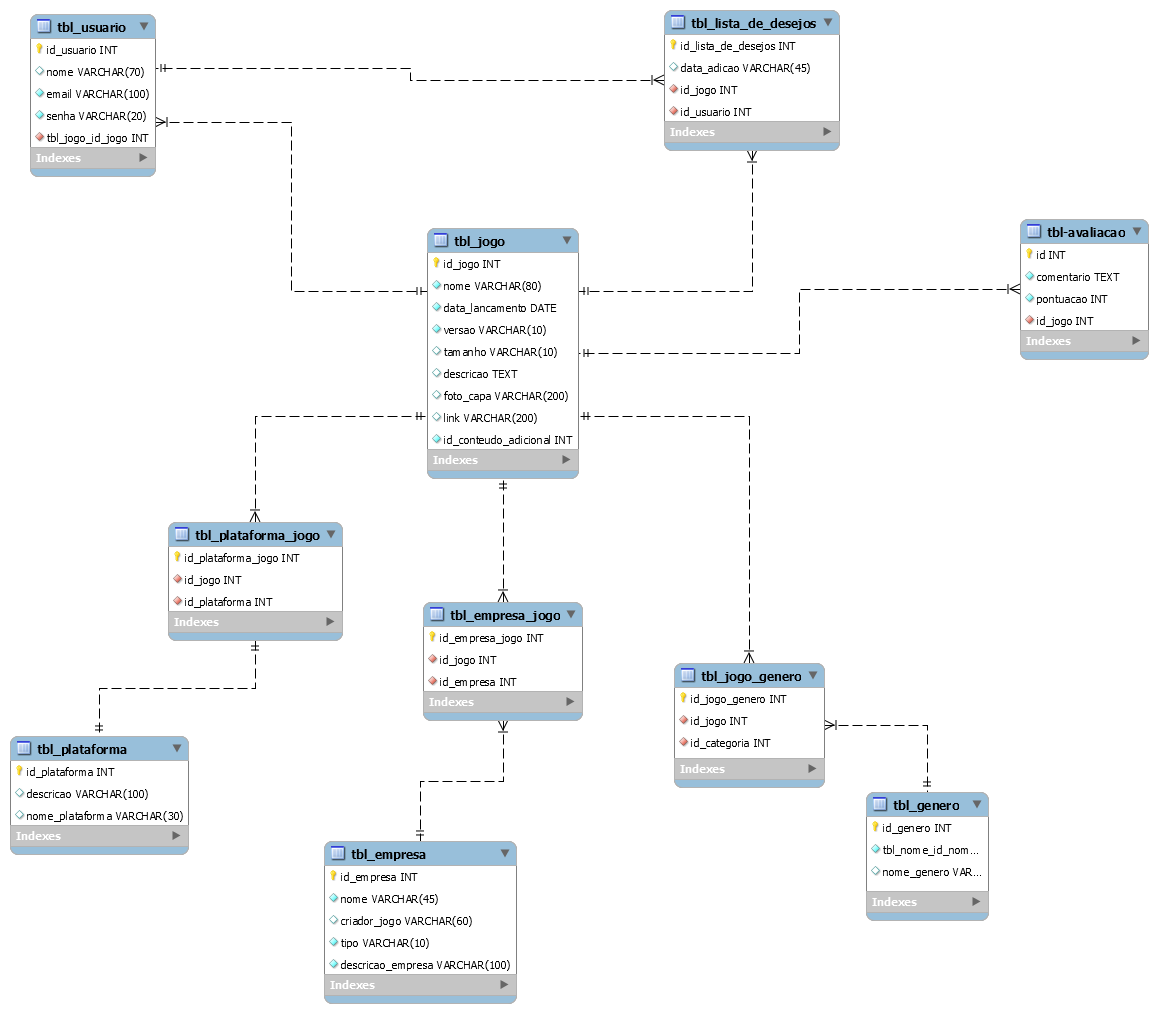 tbl_usuario
id_usuario INT
nome VARCHAR(70)
email VARCHAR(100)
senha VARCHAR(20)
tbl_jogo_id_jogo INT
Indexes
tbl_lista_de_desejos
id_lista_de_desejos INT
data_adicao VARCHAR(45)
id_jogo INT
id_usuario INT
Indexes
tbl_jogo
id_jogo INT
nome VARCHAR(80)
data_lancamento DATE
versao VARCHAR(10)
tamanho VARCHAR(10)
descricao TEXT
foto_capa VARCHAR(200)
link VARCHAR(200)
id_conteudo_adicional INT
Indexes
tbl-avaliacao
id INT
comentario TEXT
pontuacao INT
id_jogo INT
Indexes
tbl_plataforma_jogo
id_plataforma_jogo INT
id_jogo INT
id_plataforma INT
Indexes
tbl_empresa_jogo
id_empresa_jogo INT
id_jogo INT
id_empresa INT
Indexes
tbl_jogo_genero
id_jogo_genero INT
id_jogo INT
id_categoria INT
Indexes
tbl_plataforma
id_plataforma INT
descricao VARCHAR(100)
nome_plataforma VARCHAR(30)
Indexes
tbl_genero
id_genero INT
tbl_nome_id_nom...
nome_genero VAR...
Indexes
tbl_empresa
id_empresa INT
nome VARCHAR(45)
criador_jogo VARCHAR(60)
tipo VARCHAR(10)
descricao_empresa VARCHAR(100)
Indexes